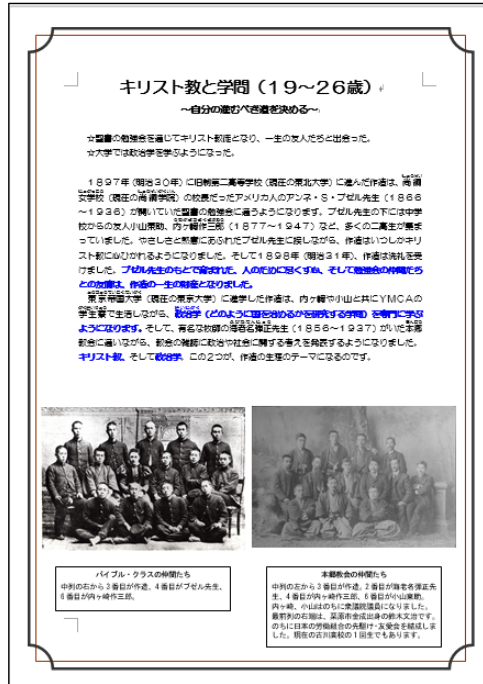 キリスト教と学問（19～26歳）
～自分の進むべき道を決める～
☆聖書の勉強会を通じてキリスト教徒となり、一生の友人たちと出会った。
☆大学では政治学を学ぶようになった。
1897年（明治30年）に旧制第二高等学校（現在の東北大学）に進んだ作造は、尚絅
女学校（現在の尚絅学院）の校長だったアメリカ人のアンネ・S・ブゼル先生（1866
～1936）が開いていた聖書の勉強会に通うようになります。ブゼル先生の下には中学
校からの友人小山東助、内ヶ崎作三郎（1877～1947）など、多くの二高生が集ま
っていました。やさしさと熱意にあふれたブゼル先生に接しながら、作造はいつしかキリ
スト教に心ひかれるようになりました。そして1898年（明治31年）、作造は洗礼を受
けました。ブゼル先生のもとで育まれた、人のために尽くす心、そして勉強会の仲間たち
との友情は、作造の一生の財産となりました。
東京帝国大学（現在の東京大学）に進学した作造は、内ヶ崎や小山と共にYMCAの
学生寮で生活しながら、政治学（どのように国を治めるかを研究する学問）を専門に学ぶ
ようになります。そして、有名な牧師の海老名弾正先生（1856～1937）がいた本郷
教会に通いながら、教会の雑誌に政治や社会に関する考えを発表するようになりました。
キリスト教、そして政治学、この2つが、作造の生涯のテーマになるのです。
バイブル・クラスの仲間たち
中列の右から3番目が作造、4番目がブゼル先生、
6番目が内ヶ崎作三郎。
本郷教会の仲間たち
中列の左から3番目が作造、2番目が海老名弾正先
生、4番目が内ヶ崎作三郎、6番目が小山東助。
内ヶ崎、小山はのちに衆議院議員になりました。
最前列の右端は、栗原市金成出身の鈴木文治です。
のちに日本の労働組合の先駆け・友愛会を結成しま
した。現在の古川高校の1回生でもあります。